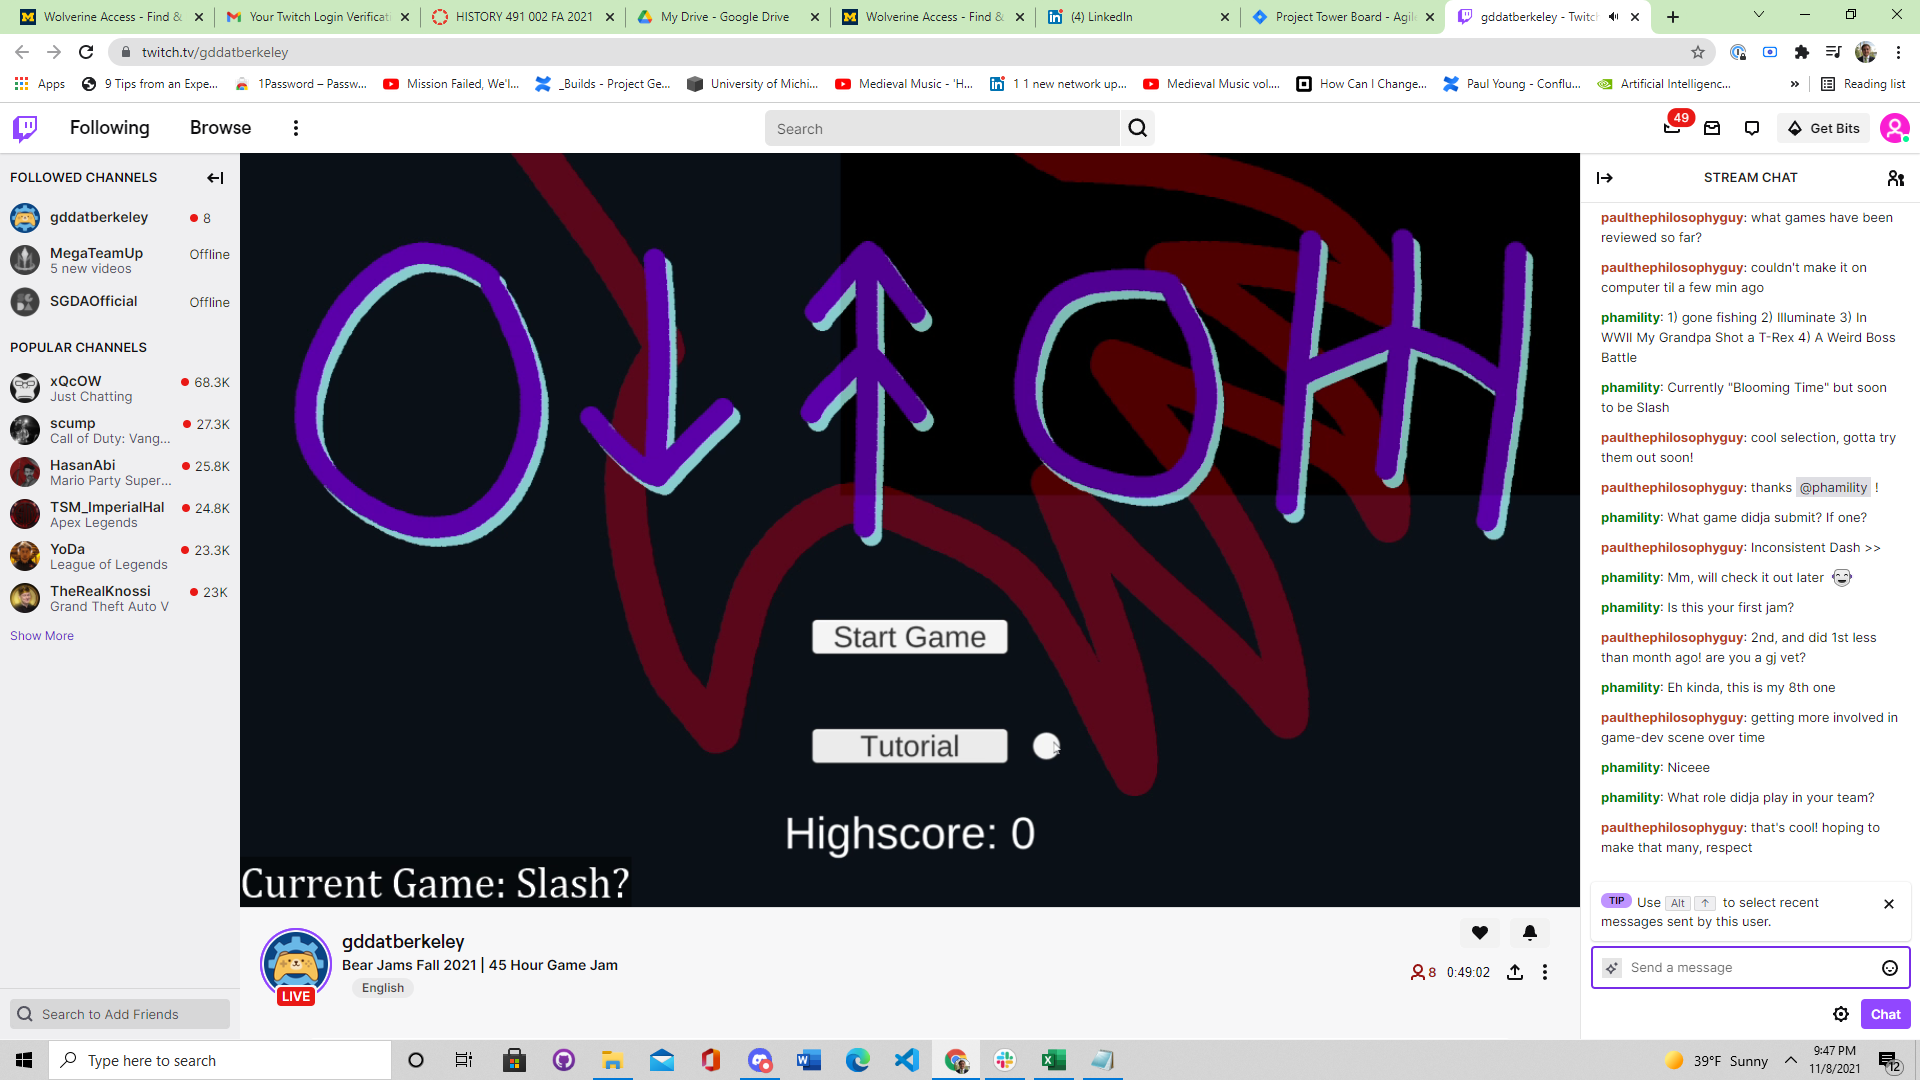 Wolverine Access - Find &
Your Twitch Login Verificati
HISTORY 491 002 FA 2021
My Drive - Google Drive
Wolverine Access - Find &
(4) LinkedIn
Project Tower Board - Agile
gddatberkeley - Twitch
twitch.tv/gddatberkeley
Apps
9 Tips from an Expe...
1Password – Passw...
Mission Failed, We'l...
_Builds - Project Ge...
University of Michi...
Medieval Music - 'H...
1 1 new network up...
Medieval Music vol....
How Can I Change...
Paul Young - Conflu...
Artificial Intelligenc...
»
Reading list
Following
Browse
Search
49
Get Bits
FOLLOWED CHANNELS
gddatberkeley
8
MegaTeamUp
Offline
5 new videos
SGDAOfficial
Offline
POPULAR CHANNELS
xQcOW
68.3K
Just Chatting
scump
27.3K
Call of Duty: Vang...
HasanAbi
25.8K
Mario Party Super...
TSM_ImperialHal
24.8K
Apex Legends
YoDa
23.3K
League of Legends
TheRealKnossi
23K
Grand Theft Auto V
Show More
Search to Add Friends
Start Game
Tutorial
Highscore: 0
Current Game: Slash?
gddatberkeley
Bear Jams Fall 2021 | 45 Hour Game Jam
English
LIVE
8
0:49:02
STREAM CHAT
paulthephilosophyguy: what games have been
reviewed so far?
paulthephilosophyguy: couldn't make it on
computer til a few min ago
phamility: 1) gone fishing 2) Illuminate 3) In
WWII My Grandpa Shot a T-Rex 4) A Weird Boss
Battle
phamility: Currently "Blooming Time" but soon
to be Slash
paulthephilosophyguy: cool selection, gotta try
them out soon!
paulthephilosophyguy: thanks @phamility !
phamility: What game didja submit? If one?
paulthephilosophyguy: Inconsistent Dash >>
phamility: Mm, will check it out later
phamility: Is this your first jam?
paulthephilosophyguy: 2nd, and did 1st less
than month ago! are you a gj vet?
phamility: Eh kinda, this is my 8th one
paulthephilosophyguy: getting more involved in
game-dev scene over time
phamility: Niceee
phamility: What role didja play in your team?
paulthephilosophyguy: that's cool! hoping to
make that many, respect
TIP Use Alt ↑ to select recent
messages sent by this user.
Send a message
Chat
Type here to search
39°F Sunny
9:47 PM
11/8/2021
12